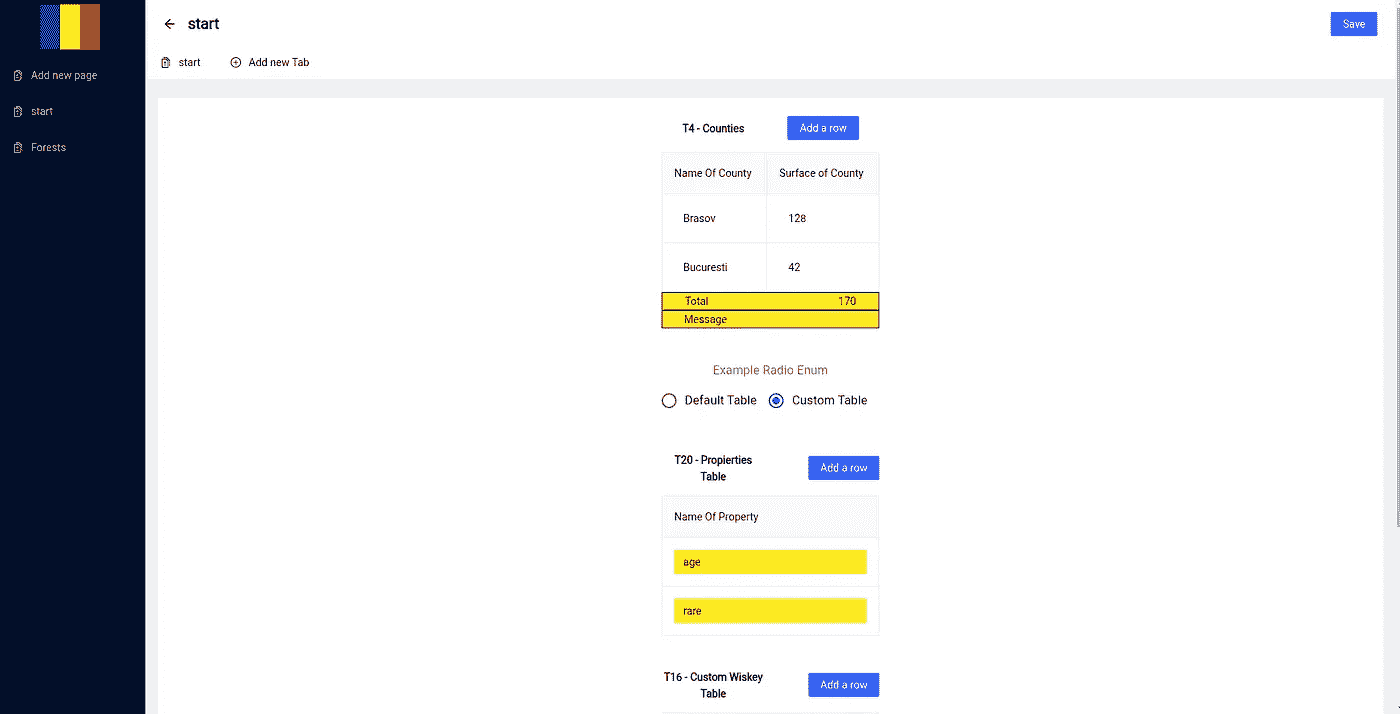 start
Save
start
Add new Tab
Add new page
start
Forests
T4 - Counties
Add a row
Name Of County
Surface of County
Brasov
128
Bucuresti
42
Total
170
Message
Example Radio Enum
Default Table
Custom Table
T20 - Propierties
Table
Add a row
Name Of Property
age
rare
T16 - Custom Wiskey
Table
Add a row